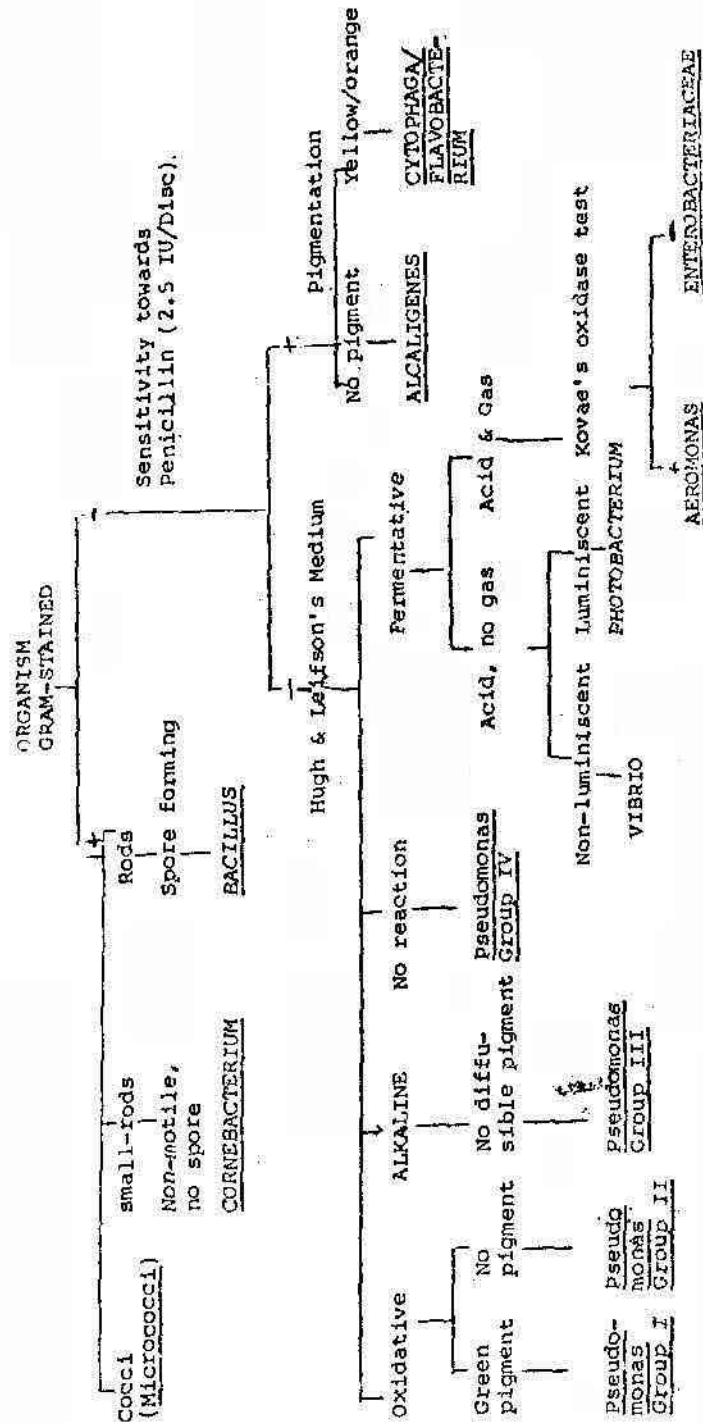 ORGANISM
GRAM-STAINED
+
-
Cocci
(Micrococci)
small-rods
Non-motile,
no spore
CORNEBACTERIUM
Rods
Spore forming
BACILLUS
Sensitivity towards
Penicillin (2.5 IU/Disc).
-
+
Hugh & Leifson's Medium
Pigmentation
No pigment
ALCALIGENES
Yellow/orange
CYTOPHAGA/
FLAVOBACTE-
RIUM
Oxidative
Green
pigment
Pseudo-
monas
Group I
No
pigment
Pseudo
monas
Group II
ALKALINE
No diffu-
sible pigment
Pseudomonas
Group III
No reaction
Pseudomonas
Group IV
Fermentative
Acid, no gas
Non-luminiscent
VIBRIO
Luminiscent
PHOTOBACTERIUM
Acid & Gas
Kovae's oxidase test
+
AEROMONAS
ENTEROBACTERIACEAE